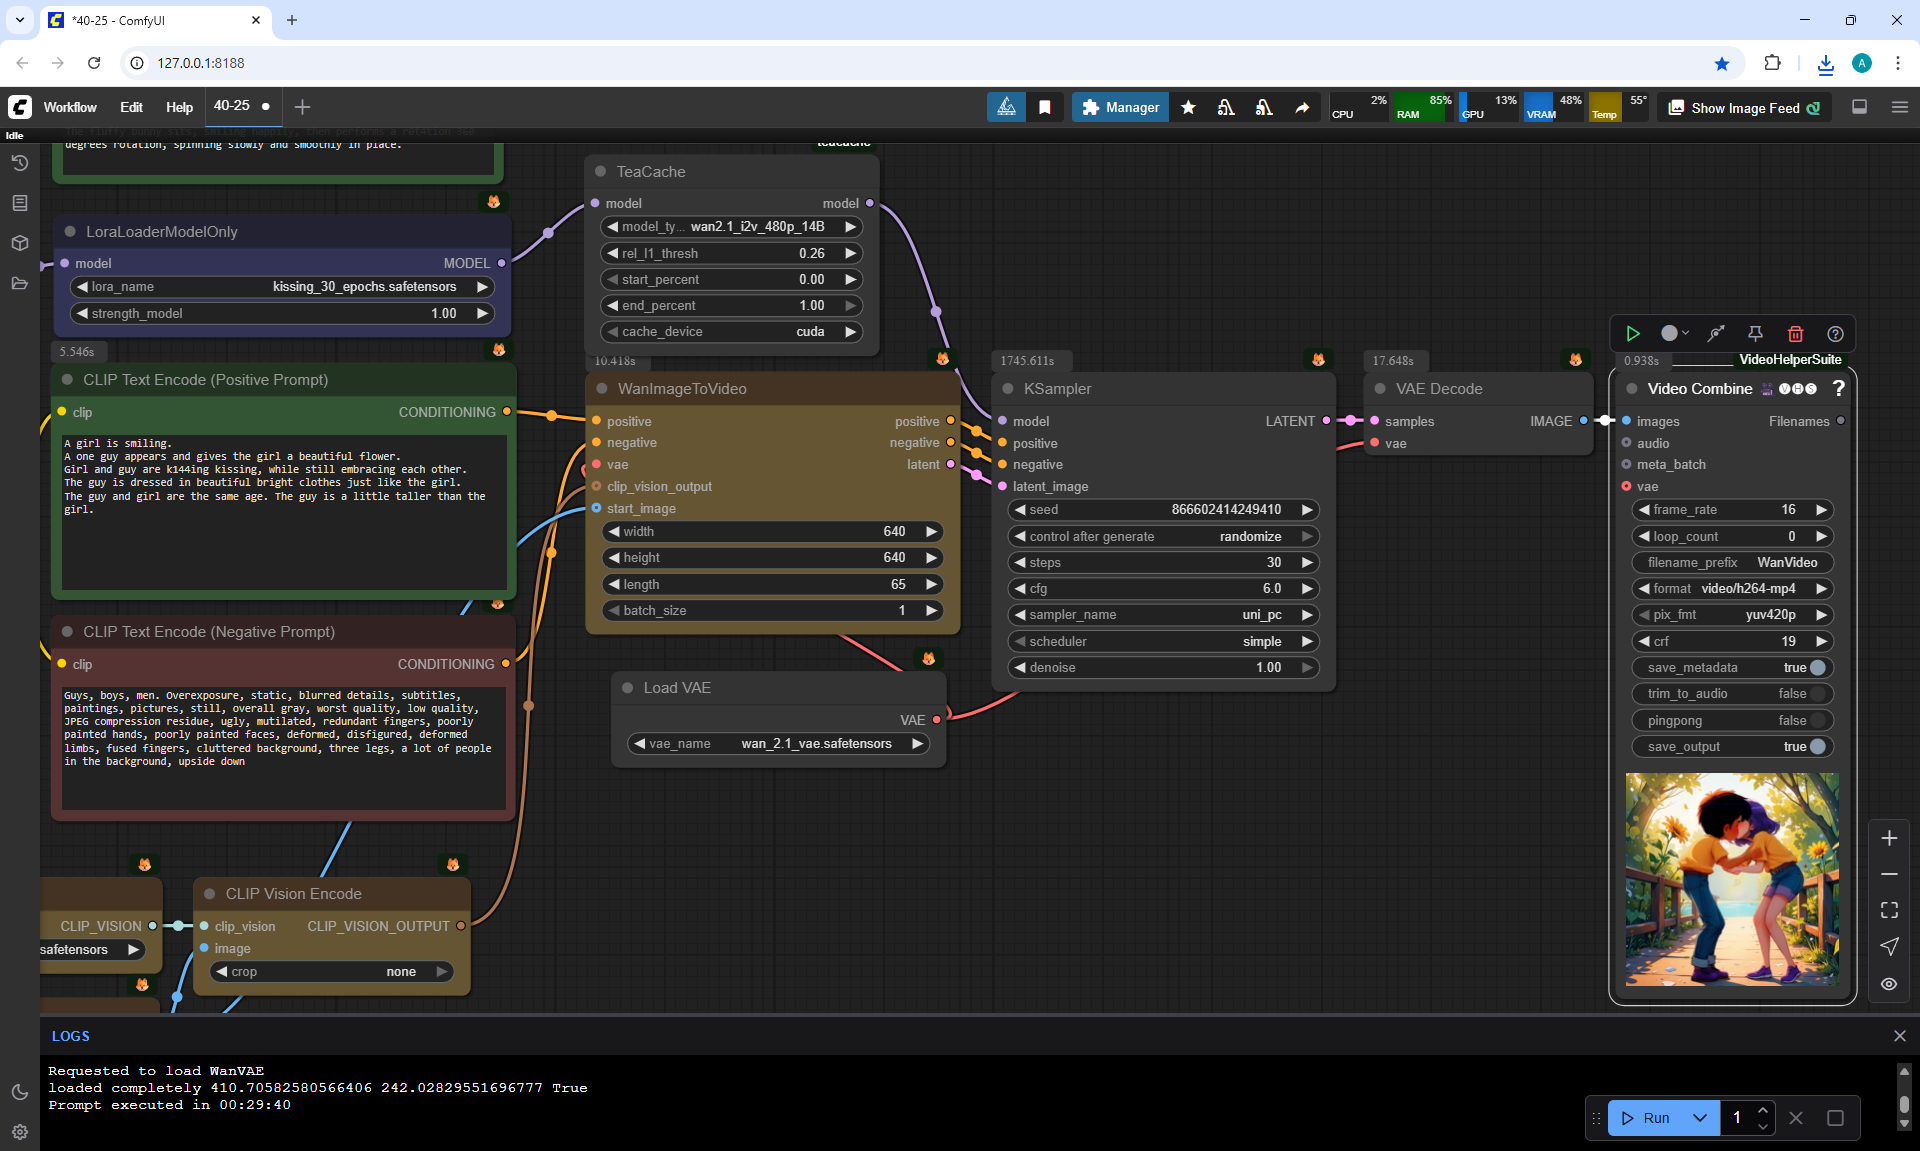 *40-25 - ComfyUI
127.0.0.1:8188
A
Workflow Edit Help 40-25
Manager
CPU 2%
RAM 85%
GPU 13%
VRAM 48%
Temp 55°
Show Image Feed
Idle
degrees rotation, spinning slowly and smoothly in place.
teacache
TeaCache
model model
model_ty... wan2.1_i2v_480p_14B
rel_l1_thresh 0.26
start_percent 0.00
end_percent 1.00
cache_device cuda
LoraLoaderModelOnly
model MODEL
lora_name kissing_30_epochs.safetensors
strength_model 1.00
5.546s
CLIP Text Encode (Positive Prompt)
clip CONDITIONING
A girl is smiling.
A one guy appears and gives the girl a beautiful flower.
Girl and guy are k144ing kissing, while still embracing each other.
The guy is dressed in beautiful bright clothes just like the girl.
The guy and girl are the same age. The guy is a little taller than the
girl.
CLIP Text Encode (Negative Prompt)
clip CONDITIONING
Guys, boys, men. Overexposure, static, blurred details, subtitles,
paintings, pictures, still, overall gray, worst quality, low quality,
JPEG compression residue, ugly, mutilated, redundant fingers, poorly
painted hands, poorly painted faces, deformed, disfigured, deformed
limbs, fused fingers, cluttered background, three legs, a lot of people
in the background, upside down
CLIP_VISION
safetensors
CLIP Vision Encode
clip_vision CLIP_VISION_OUTPUT
image
crop none
10.418s
WanImageToVideo
positive positive
negative negative
vae latent
clip_vision_output
start_image
width 640
height 640
length 65
batch_size 1
Load VAE
VAE
vae_name wan_2.1_vae.safetensors
1745.611s
KSampler
model LATENT
positive
negative
latent_image
seed 866602414249410
control after generate randomize
steps 30
cfg 6.0
sampler_name uni_pc
scheduler simple
denoise 1.00
17.648s
VAE Decode
samples IMAGE
vae
0.938s
VideoHelperSuite
Video Combine VHS ?
images Filenames
audio
meta_batch
vae
frame_rate 16
loop_count 0
filename_prefix WanVideo
format video/h264-mp4
pix_fmt yuv420p
crf 19
save_metadata true
trim_to_audio false
pingpong false
save_output true
LOGS
Requested to load WanVAE
loaded completely 410.70582580566406 242.02829551696777 True
Prompt executed in 00:29:40
Run 1